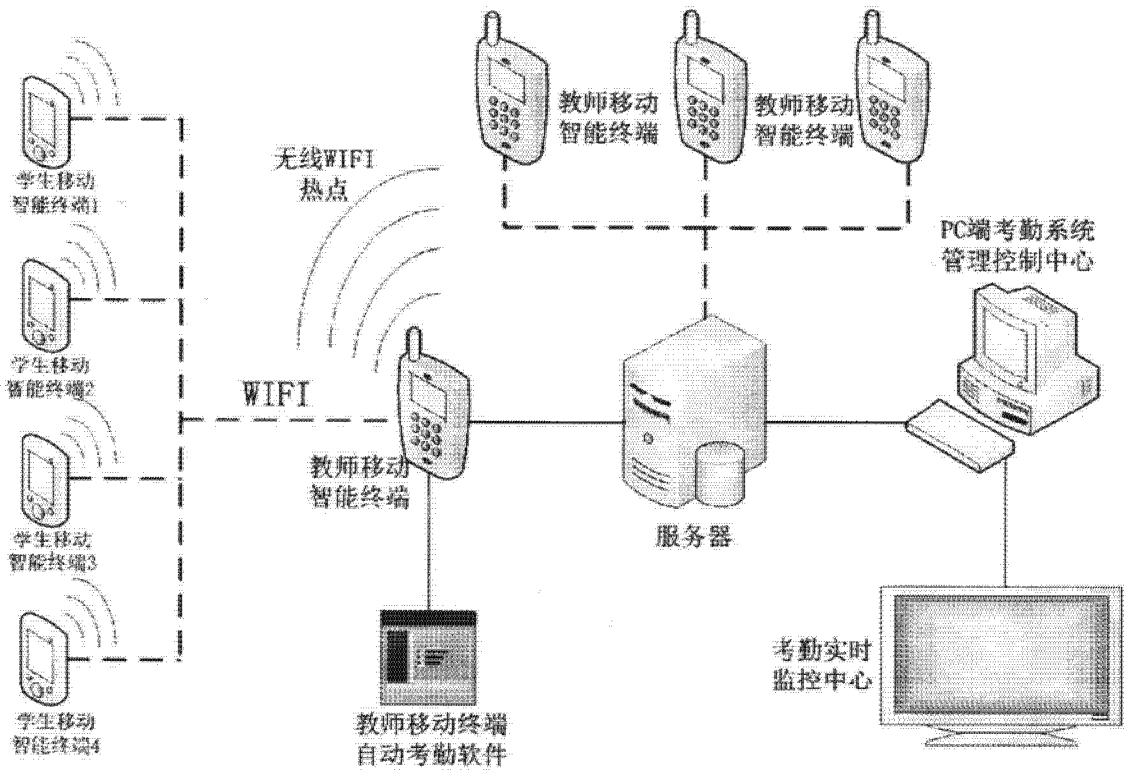 教师移动
智能终端
教师移动
智能终端
学生移动
智能终端1
无线WIFI
热点
PC端考勤系统
管理控制中心
学生移动
智能终端2
WIFI
教师移动
智能终端
服务器
学生移动
智能终端3
考勤实时
监控中心
学生移动
智能终端4
教师移动终端
自动考勤软件